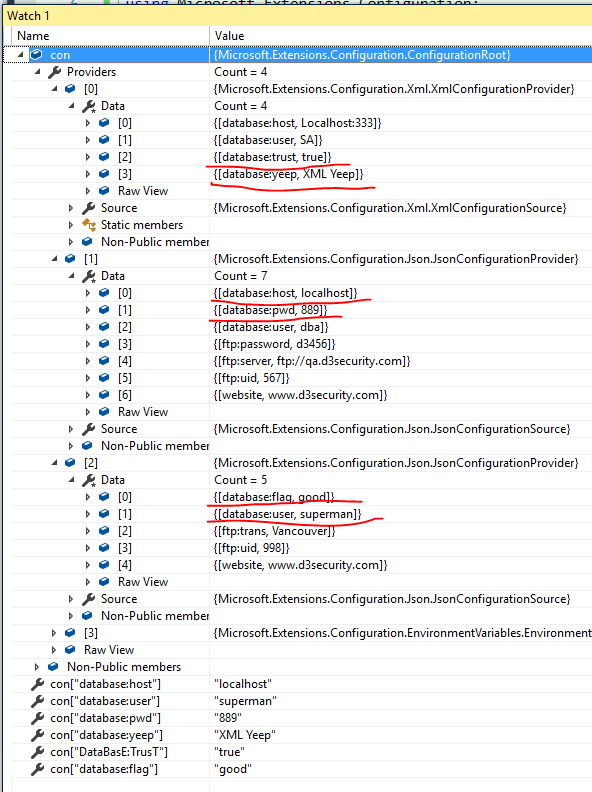 using Microsoft.Extensions.Configuration;
Watch 1
Name Value
con {Microsoft.Extensions.Configuration.ConfigurationRoot}
Providers Count = 4
[0] {Microsoft.Extensions.Configuration.Xml.XmlConfigurationProvider}
Data Count = 4
[0] {[database:host, Localhost:333]}
[1] {[database:user, SA]}
[2] {[database:trust, true]}
[3] {[database:yeep, XML Yeep]}
Raw View
Source {Microsoft.Extensions.Configuration.Xml.XmlConfigurationSource}
Static members
Non-Public member
[1] {Microsoft.Extensions.Configuration.Json.JsonConfigurationProvider}
Data Count = 7
[0] {[database:host, localhost]}
[1] {[database:pwd, 889]}
[2] {[database:user, dba]}
[3] {[ftp:password, d3456]}
[4] {[ftp:server, ftp://qa.d3security.com]}
[5] {[ftp:uid, 567]}
[6] {[website, www.d3security.com]}
Raw View
Source {Microsoft.Extensions.Configuration.Json.JsonConfigurationSource}
Non-Public member
[2] {Microsoft.Extensions.Configuration.Json.JsonConfigurationProvider}
Data Count = 5
[0] {[database:flag, good]}
[1] {[database:user, superman]}
[2] {[ftp:trans, Vancouver]}
[3] {[ftp:uid, 998]}
[4] {[website, www.d3security.com]}
Raw View
Source {Microsoft.Extensions.Configuration.Json.JsonConfigurationSource}
Non-Public member
[3] {Microsoft.Extensions.Configuration.EnvironmentVariables.Environment
Raw View
Non-Public members
con["database:host"] "localhost"
con["database:user"] "superman"
con["database:pwd"] "889"
con["database:yeep"] "XML Yeep"
con["DataBasE:TrusT"] "true"
con["database:flag"] "good"